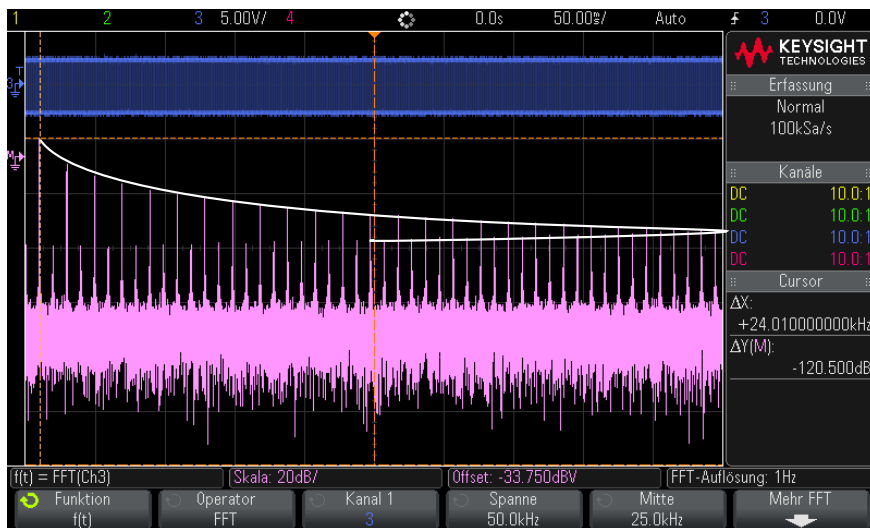 1 2 3 5.00V/ 4 0.0s 50.00ms/ Auto 3 0.0V
KEYSIGHT
TECHNOLOGIES
Erfassung
Normal
100kSa/s
Kanäle
DC 10.0:1
DC 10.0:1
DC 10.0:1
DC 10.0:1
Cursor
ΔX:
+24.010000000kHz
ΔY(M):
-120.500dB
T
3
M
f(t) = FFT(Ch3) Skala: 20dB/ Offset: -33.750dBV FFT-Auflösung: 1Hz
Funktion Operator Kanal 1 Spanne Mitte Mehr FFT
f(t) FFT 3 50.0kHz 25.0kHz